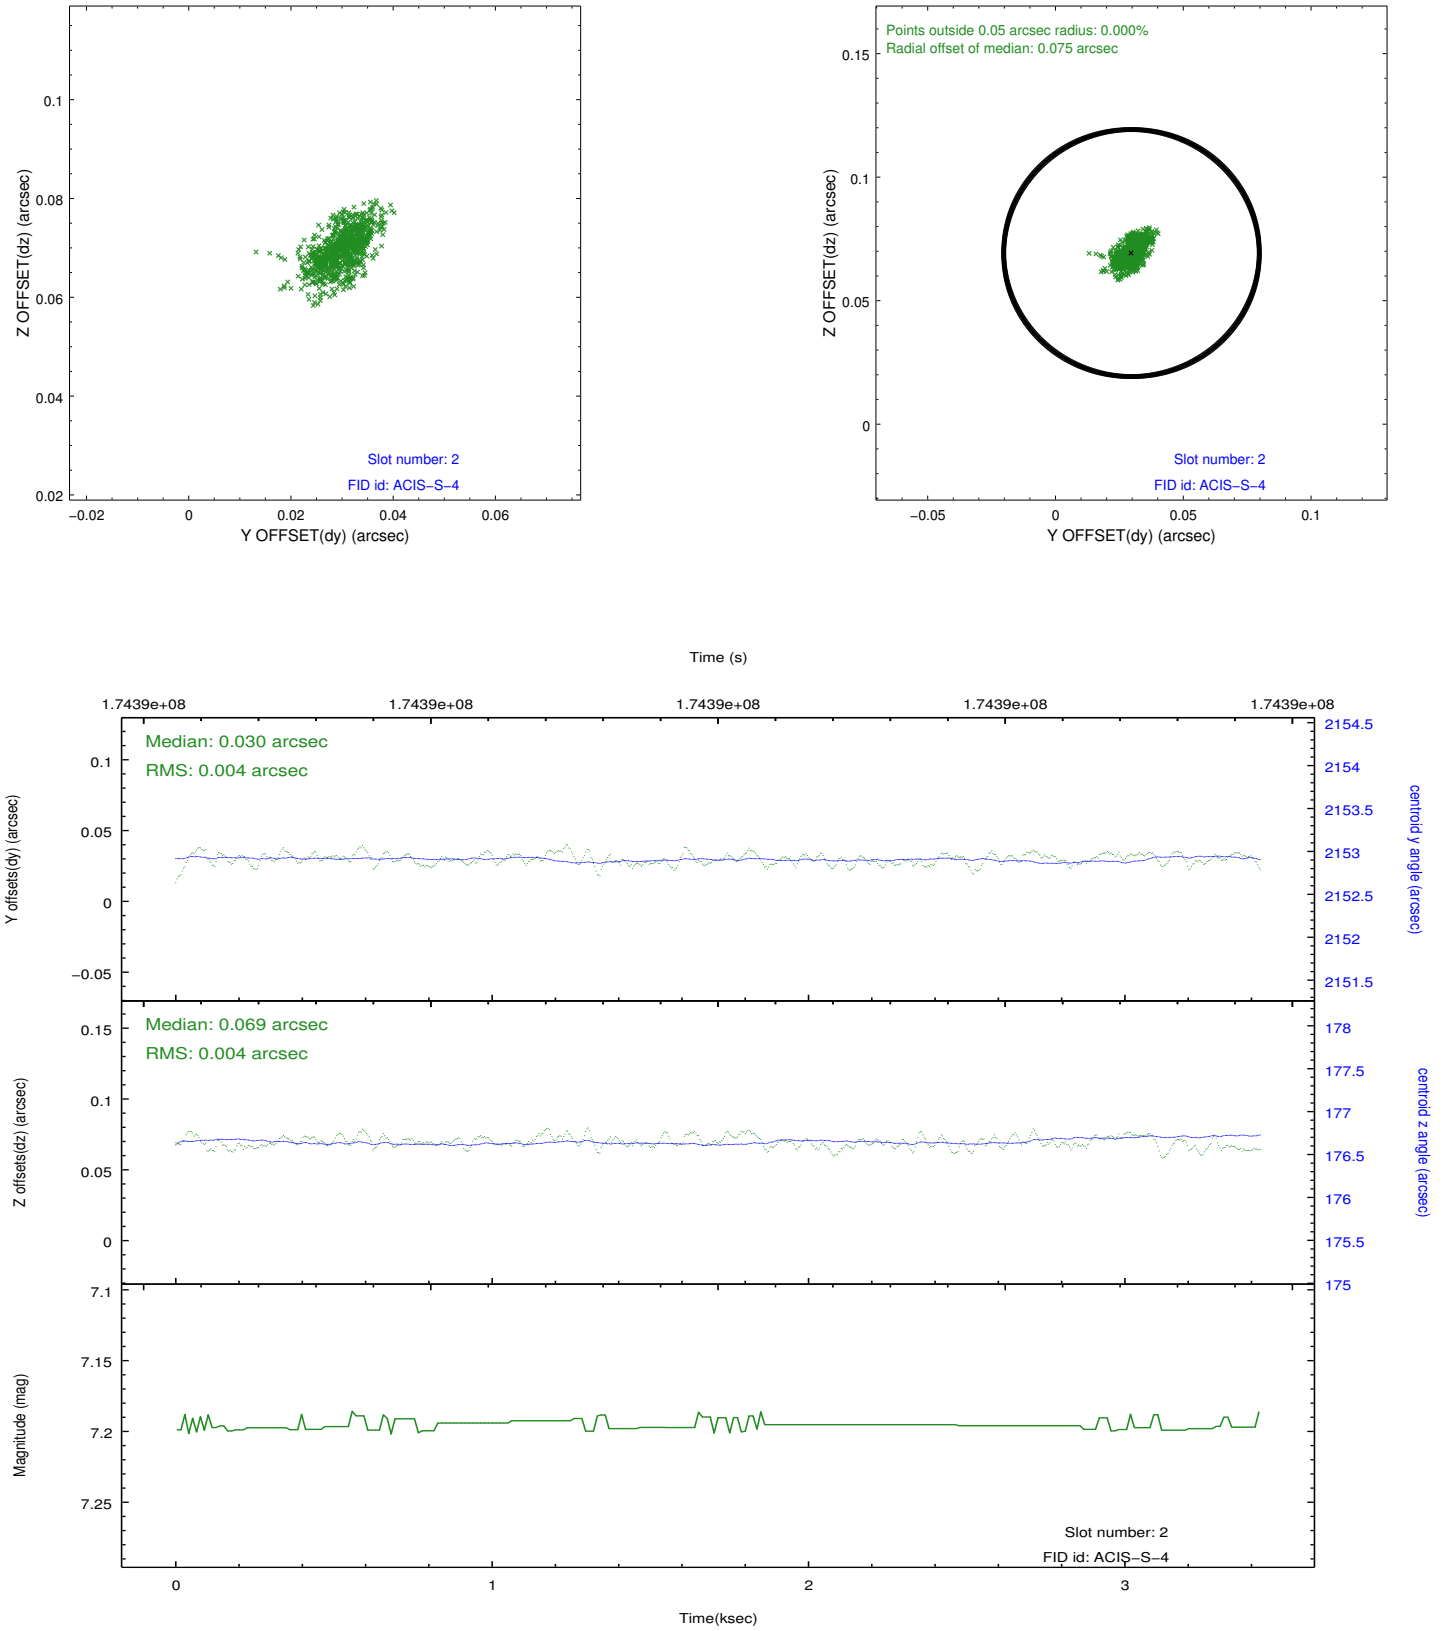 0.1
0.08
0.06
0.04
0.02
Z OFFSET(dz) (arcsec)
Slot number: 2
FID id: ACIS−S−4
−0.02 0 0.02 0.04 0.06
Y OFFSET(dy) (arcsec)
Points outside 0.05 arcsec radius: 0.000%
Radial offset of median: 0.075 arcsec
0.15
0.1
0.05
0
Z OFFSET(dz) (arcsec)
Slot number: 2
FID id: ACIS−S−4
−0.05 0 0.05 0.1
Y OFFSET(dy) (arcsec)
Time (s)
1.7439e+08 1.7439e+08 1.7439e+08 1.7439e+08 1.7439e+08
Median: 0.030 arcsec
RMS: 0.004 arcsec
0.1
0.05
0
−0.05
Y offsets(dy) (arcsec)
2154.5
2154
2153.5
2153
2152.5
2152
2151.5
centroid y angle (arcsec)
Median: 0.069 arcsec
RMS: 0.004 arcsec
0.15
0.1
0.05
0
Z offsets(dz) (arcsec)
178
177.5
177
176.5
176
175.5
175
centroid z angle (arcsec)
7.1
7.15
7.2
7.25
Magnitude (mag)
Slot number: 2
FID id: ACIS−S−4
0 1 2 3
Time(ksec)